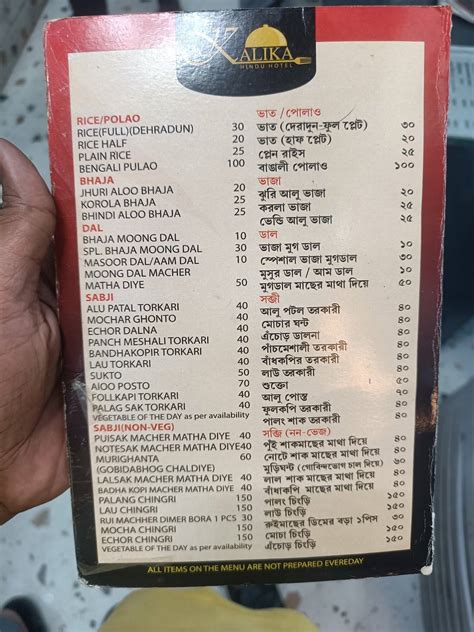 KALIKA
HINDU HOTEL
RICE/POLAO
RICE(FULL)(DEHRADUN) 30
RICE HALF 20
PLAIN RICE 25
BENGALI PULAO 100
BHAJA
JHURI ALOO BHAJA 20
KOROLA BHAJA 25
BHINDI ALOO BHAJA 25
DAL
BHAJA MOONG DAL 10
SPL. BHAJA MOONG DAL 30
MASOOR DAL/AAM DAL 10
MOONG DAL MACHER
MATHA DIYE 50
SABJI
ALU PATAL TORKARI 40
MOCHAR GHONTO 40
ECHOR DALNA 40
PANCH MESHALI TORKARI 40
BANDHAKOPIR TORKARI 40
LAU TORKARI 40
SUKTO 50
AlOO POSTO 70
FOLLKAPI TORKARI 40
PALAG SAK TORKARI 40
VEGETABLE OF THE DAY as per availability
SABJI(NON-VEG)
PUISAK MACHER MATHA DIYE 40
NOTESAK MACHER MATHA DIYE 40
MURIGHANTA 60
(GOBIDABHOG CHALDIYE)
LALSAK MACHER MATHA DIYE 40
BADHA KOPI MACHER MATHA DIYE 40
PALANG CHINGRI 150
LAU CHINGRI 150
RUI MACHHER DIMER BORA 1 PCS 30
MOCHA CHINGRI 150
ECHOR CHINGRI 150
VEGETABLE OF THE DAY as per availability
ভাত /পোলাও
ভাত (দেরাদুন-ফুল প্লেট) ৩০
ভাত (হাফ প্লেট) ২০
প্লেন রাইস ২৫
বাঙালী পোলাও ১০০
ভাজা
ঝুরি আলু ভাজা ২০
করলা ভাজা ২৫
ভেন্ডি আলু ভাজা ২৫
ডাল
ভাজা মুগ ডাল ১০
স্পেশাল ভাজা মুগডাল ৩০
মুসুর ডাল / আম ডাল ১০
মুগডাল মাছের মাথা দিয়ে ৫০
সব্জী
আলু পটল তরকারী ৪০
মোচার ঘন্ট ৪০
এঁচোড় ডালনা ৪০
পাঁচমেশালী তরকারী ৪০
বাঁধকপির তরকারী ৪০
লাউ তরকারী ৪০
শুক্তো ৫০
আলু পোস্ত
ফুলকপি তরকারী ৪০
পালং শাক তরকারী ৪০
সব্জি (নন-ভেজ)
পুঁই শাকমাছের মাথা দিয়ে ৪০
নোটে শাকমাছের মাথা দিয়ে ৪০
মুড়িঘন্ট (গোবিন্দভোগ চাল দিয়ে)
লাল শাক মাছের মাথা দিয়ে ৪০
বাঁধাকপি মাছের মাথা দিয়ে ৪০
পালং চিংড়ি ১৫০
লাউ চিংড়ি ১৫০
রুইমাছের ডিমের বড়া ১পিস ৩০
মোচা চিংড়ি ১৫০
এঁচোড় চিংড়ি ১৫০
ALL ITEMS ON THE MENU ARE NOT PREPARED EVEREDAY